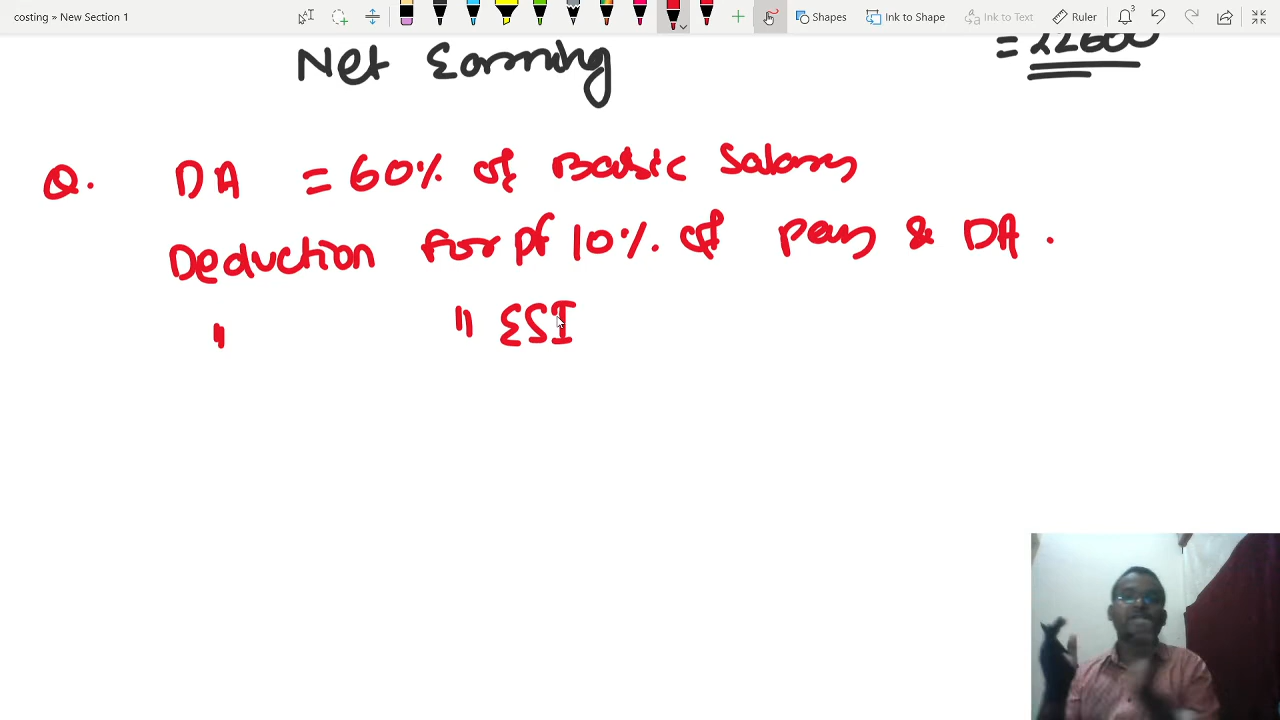 costing » New Section 1
Shapes
Ink to Shape
Ink to Text
Ruler
Net Earning
= 22600
Q. DA = 60% of Basic Salary
Deduction for pf 10% of pay & DA.
" " ESI